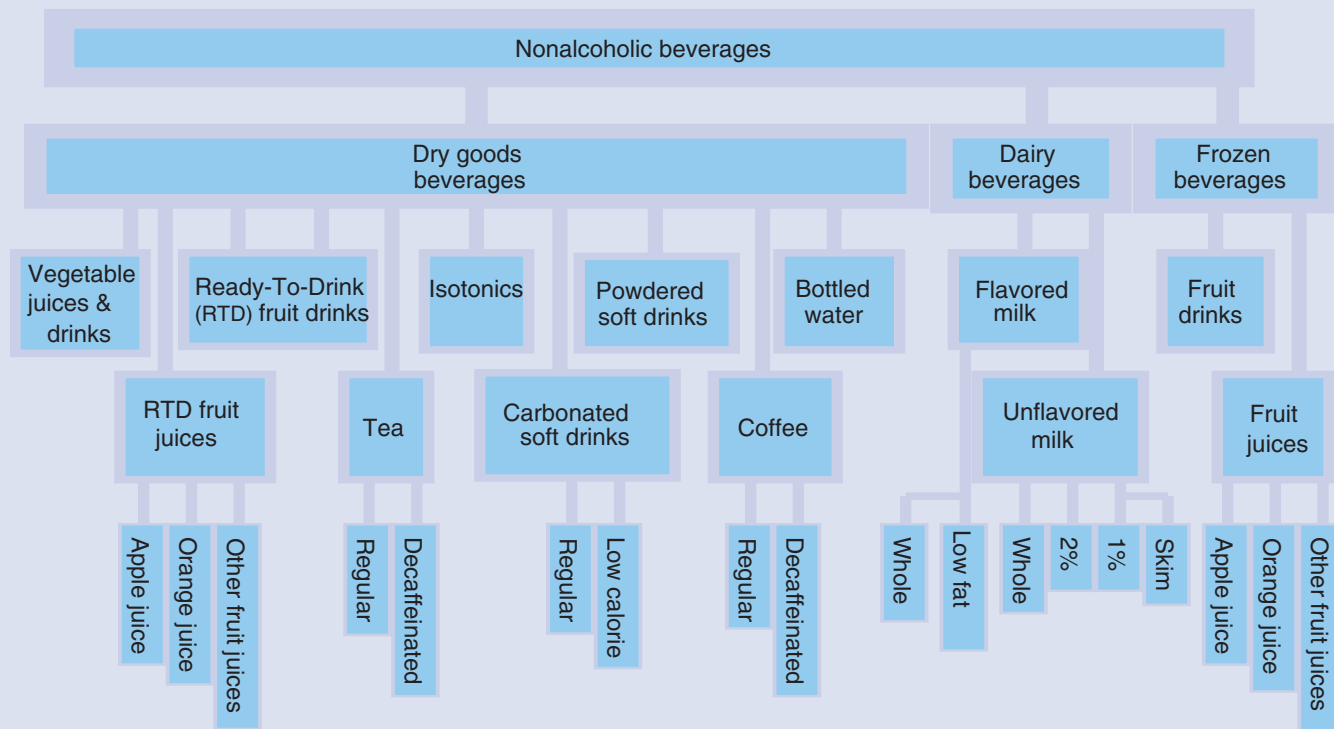 Nonalcoholic beverages
Dry goods
beverages
Dairy
beverages
Frozen
beverages
Vegetable
juices &
drinks
Ready-To-Drink
(RTD) fruit drinks
Isotonics
Powdered
soft drinks
Bottled
water
Flavored
milk
Fruit
drinks
RTD fruit
juices
Tea
Carbonated
soft drinks
Coffee
Unflavored
milk
Fruit
juices
Apple juice
Orange juice
Other fruit juices
Regular
Decaffeinated
Regular
Low calorie
Regular
Decaffeinated
Whole
Low fat
Whole
2%
1%
Skim
Apple juice
Orange juice
Other fruit juices